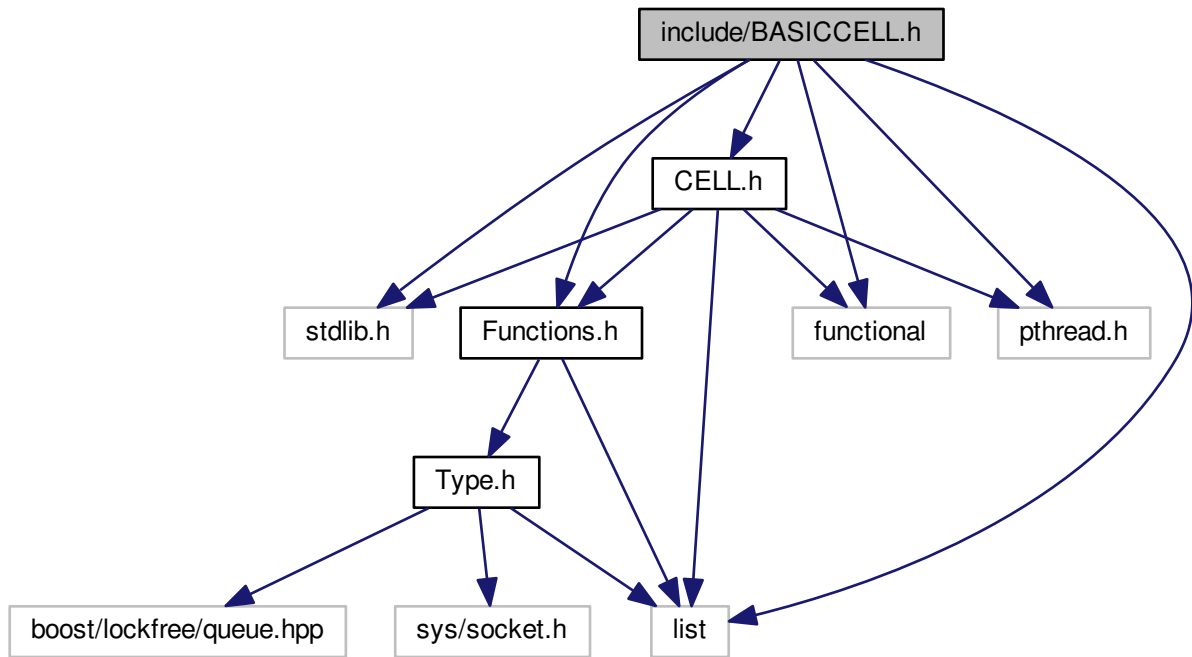 include/BASICCELL.h
CELL.h
stdlib.h
Functions.h
functional
pthread.h
Type.h
boost/lockfree/queue.hpp
sys/socket.h
list